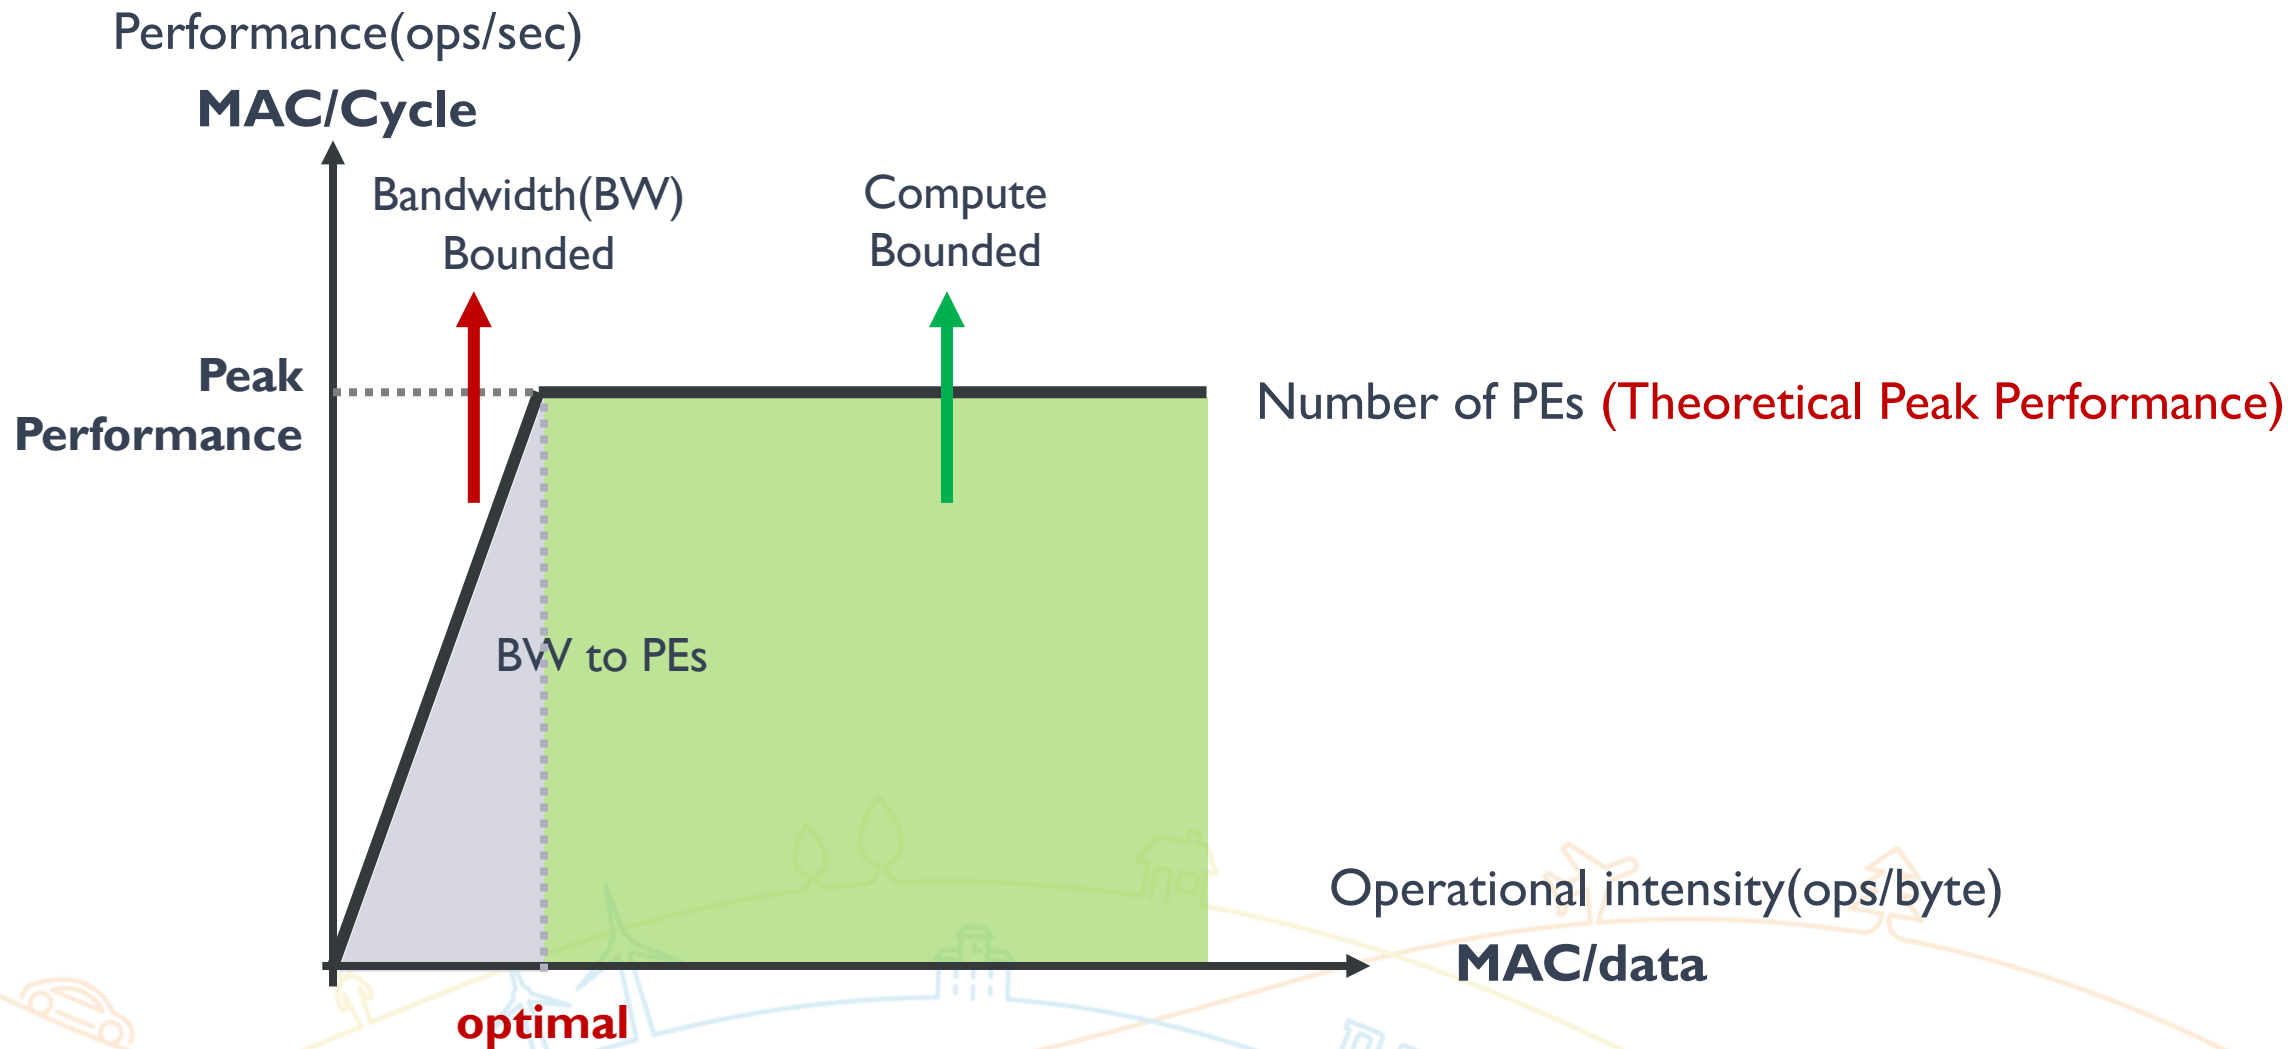 Performance(ops/sec)
MAC/Cycle
Bandwidth(BW)
Bounded
Compute
Bounded
Peak
Performance
Number of PEs (Theoretical Peak Performance)
BW to PEs
Operational intensity(ops/byte)
MAC/data
optimal